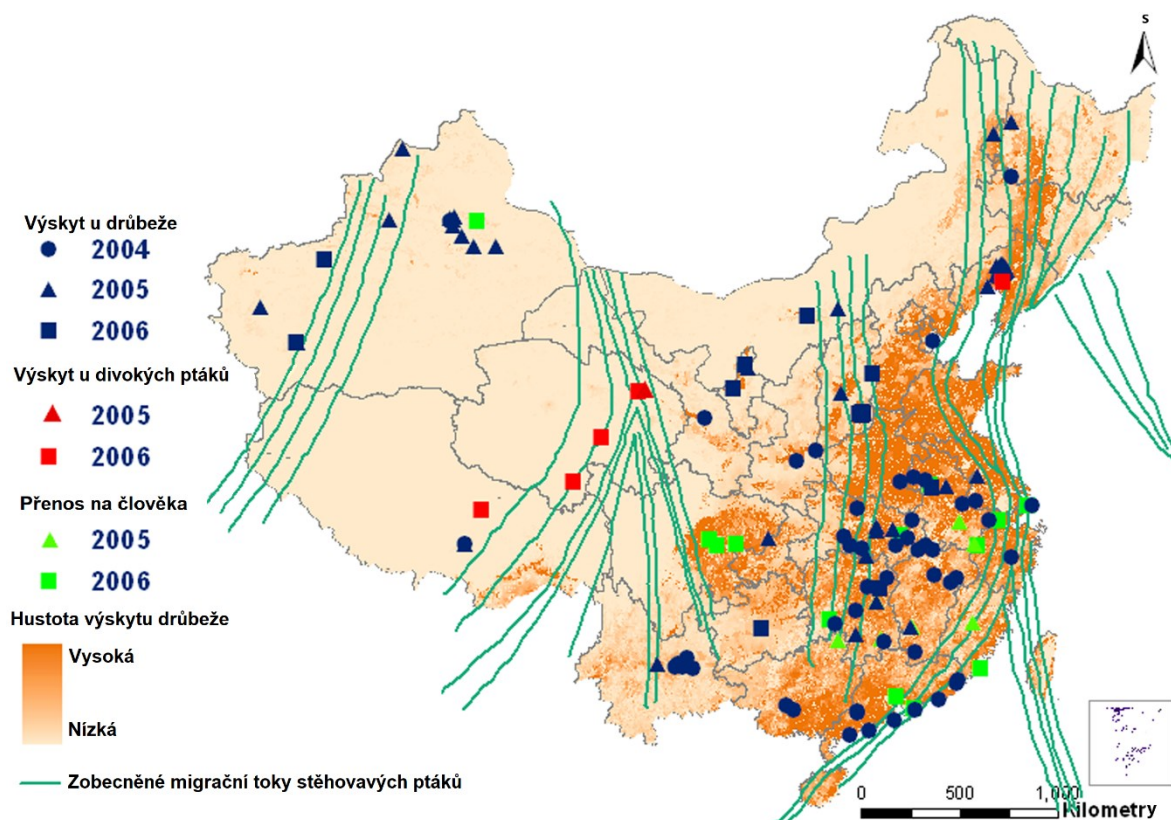 S
Výskyt u drůbeže
2004
2005
2006
Výskyt u divokých ptáků
2005
2006
Přenos na člověka
2005
2006
Hustota výskytu drůbeže
Vysoká
Nízká
Zobecněné migrační toky stěhovavých ptáků
0 500 1,000
Kilometry